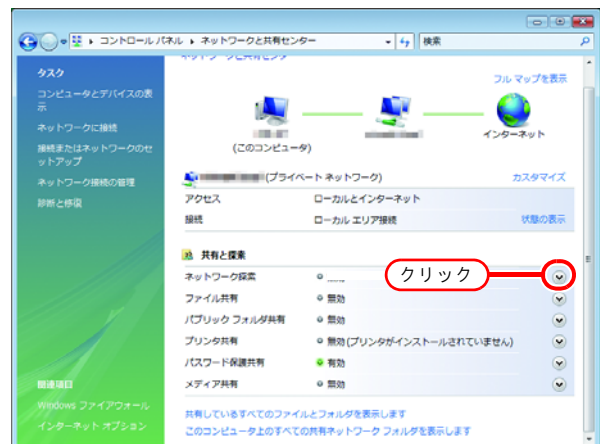 コントロール パネル ▸ ネットワークと共有センター
検索
タスク
コンピュータとデバイスの表
示
ネットワークに接続
接続またはネットワークのセ
ットアップ
ネットワーク接続の管理
診断と修復
関連項目
Windows ファイアウォール
インターネット オプション
フル マップを表示
(このコンピュータ)
インターネット
(プライベート ネットワーク)
カスタマイズ
アクセス ローカルとインターネット
接続 ローカル エリア接続 状態の表示
共有と探索
ネットワーク探索
クリック
ファイル共有 無効
パブリック フォルダ共有 無効
プリンタ共有 無効 (プリンタがインストールされていません)
パスワード保護共有 有効
メディア共有 無効
共有しているすべてのファイルとフォルダを表示します
このコンピュータ上のすべての共有ネットワーク フォルダを表示します